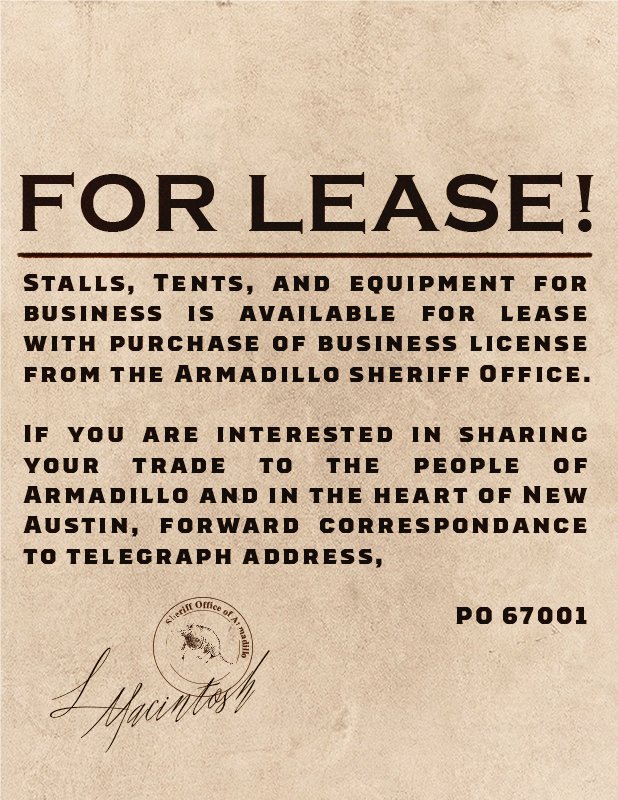 FOR LEASE!
STALLS, TENTS, AND EQUIPMENT FOR
BUSINESS IS AVAILABLE FOR LEASE
WITH PURCHASE OF BUSINESS LICENSE
FROM THE ARMADILLO SHERIFF OFFICE.
IF YOU ARE INTERESTED IN SHARING
YOUR TRADE TO THE PEOPLE OF
ARMADILLO AND IN THE HEART OF NEW
AUSTIN, FORWARD CORRESPONDANCE
TO TELEGRAPH ADDRESS,
PO 67001
Sheriff Office of Armadillo
L Macintosh